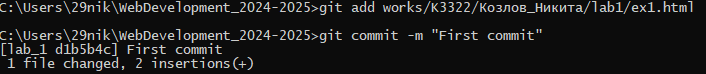 C:\Users\29nik\WebDevelopment_2024-2025>git add works/K3322/Козлов_Никита/lab1/ex1.html
C:\Users\29nik\WebDevelopment_2024-2025>git commit -m "First commit"
[lab_1 d1b5b4c] First commit
1 file changed, 2 insertions(+)